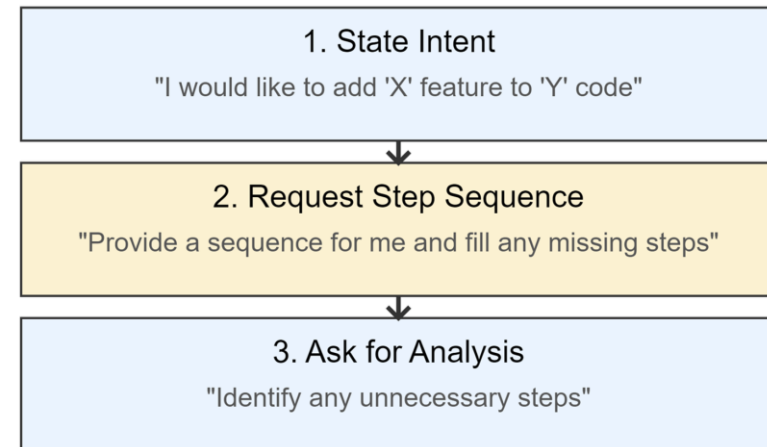 1. State Intent
"I would like to add 'X' feature to 'Y' code"
2. Request Step Sequence
"Provide a sequence for me and fill any missing steps"
3. Ask for Analysis
"Identify any unnecessary steps"